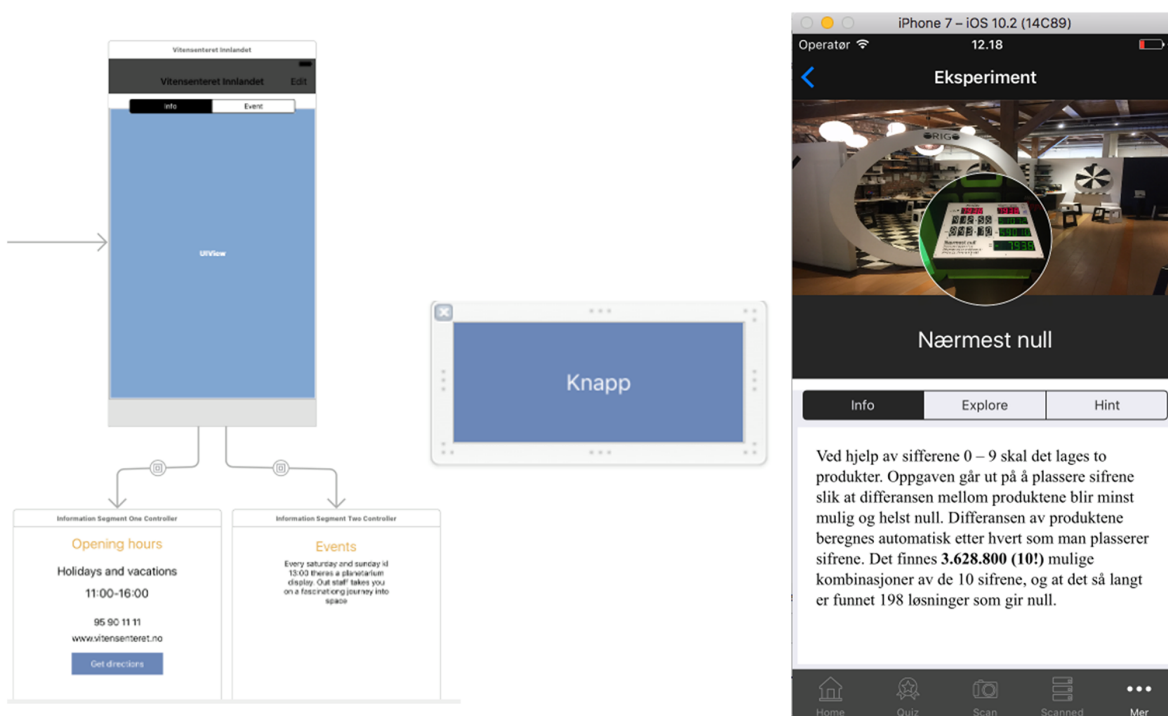 Vitensenteret Innlandet
Vitensenteret Innlandet
Edit
Info
Event
UIView
Information Segment One Controller
Opening hours
Holidays and vacations
11:00-16:00
95 90 11 11
www.vitensenteret.no
Get directions
Information Segment Two Controller
Events
Every saturday and sunday kl
13:00 theres a planetarium
display. Out staff takes you
on a fascinationg journey into
space
Knapp
iPhone 7 – iOS 10.2 (14C89)
Operatør
12.18
Eksperiment
ORIGO
Nærmest null
Nærmest null
Info
Explore
Hint
Ved hjelp av sifferene 0 – 9 skal det lages to
produkter. Oppgaven går ut på å plassere sifrene
slik at differansen mellom produktene blir minst
mulig og helst null. Differansen av produktene
beregnes automatisk etter hvert som man plasserer
sifrene. Det finnes 3.628.800 (10!) mulige
kombinasjoner av de 10 sifrene, og at det så langt
er funnet 198 løsninger som gir null.
Home
Quiz
Scan
Scanned
Mer